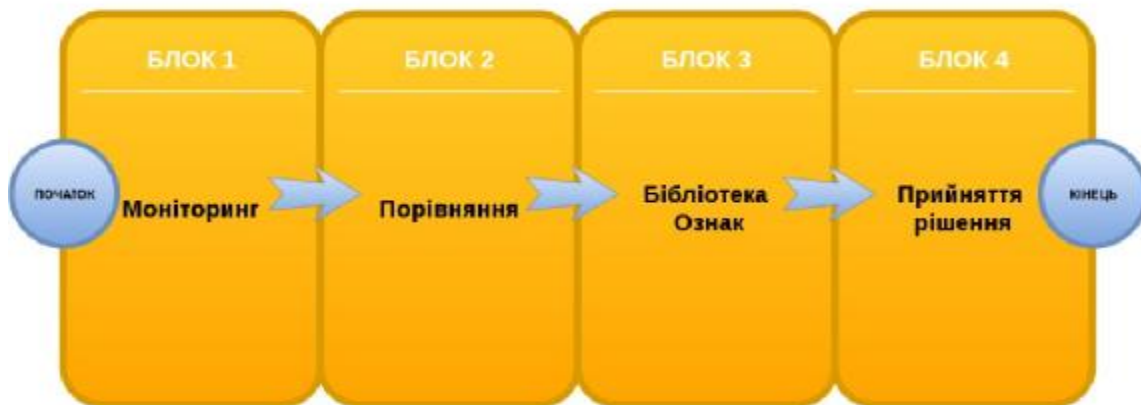 БЛОК 1
БЛОК 2
БЛОК 3
БЛОК 4
ПОЧАТОК
Моніторинг
Порівняння
Бібліотека
Ознак
Прийняття
рішення
КІНЕЦЬ